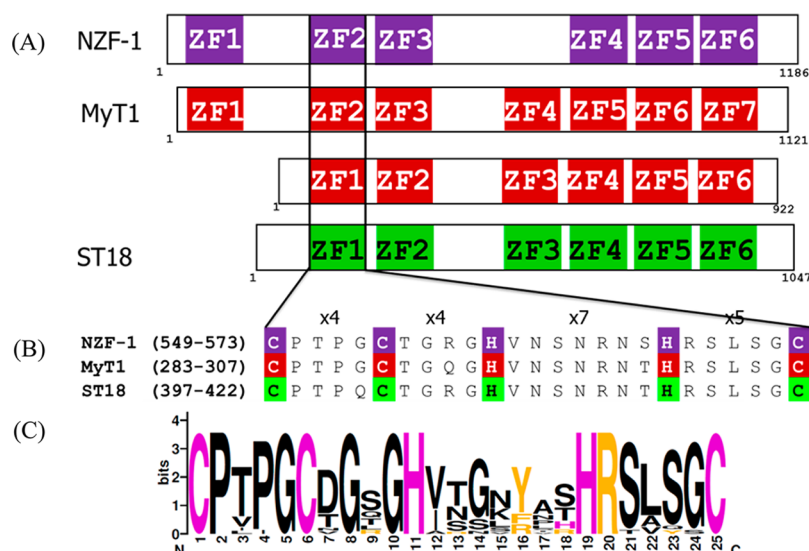 (A)
NZF-1 ZF1 ZF2 ZF3 ZF4 ZF5 ZF6
1 1186
MyT1 ZF1 ZF2 ZF3 ZF4 ZF5 ZF6 ZF7
1 1121
ZF1 ZF2 ZF3 ZF4 ZF5 ZF6
1 922
ST18 ZF1 ZF2 ZF3 ZF4 ZF5 ZF6
1 1047
x4 x4 x7 x5
(B)
NZF-1 (549-573) C P T P G C T G R G H V N S N R N S H R S L S G C
MyT1 (283-307) C P T P G C T G Q G H V N S N R N T H R S L S G C
ST18 (397-422) C P T P Q C T G R G H V N S N R N T H R S L S G C
(C)
bits
4
3
2
1
0
CPTPGCDGSGHVTGNYASHRSLSGC
N 1 2 3 4 5 6 7 8 9 10 11 12 13 14 15 16 17 18 19 20 21 22 23 24 25 C